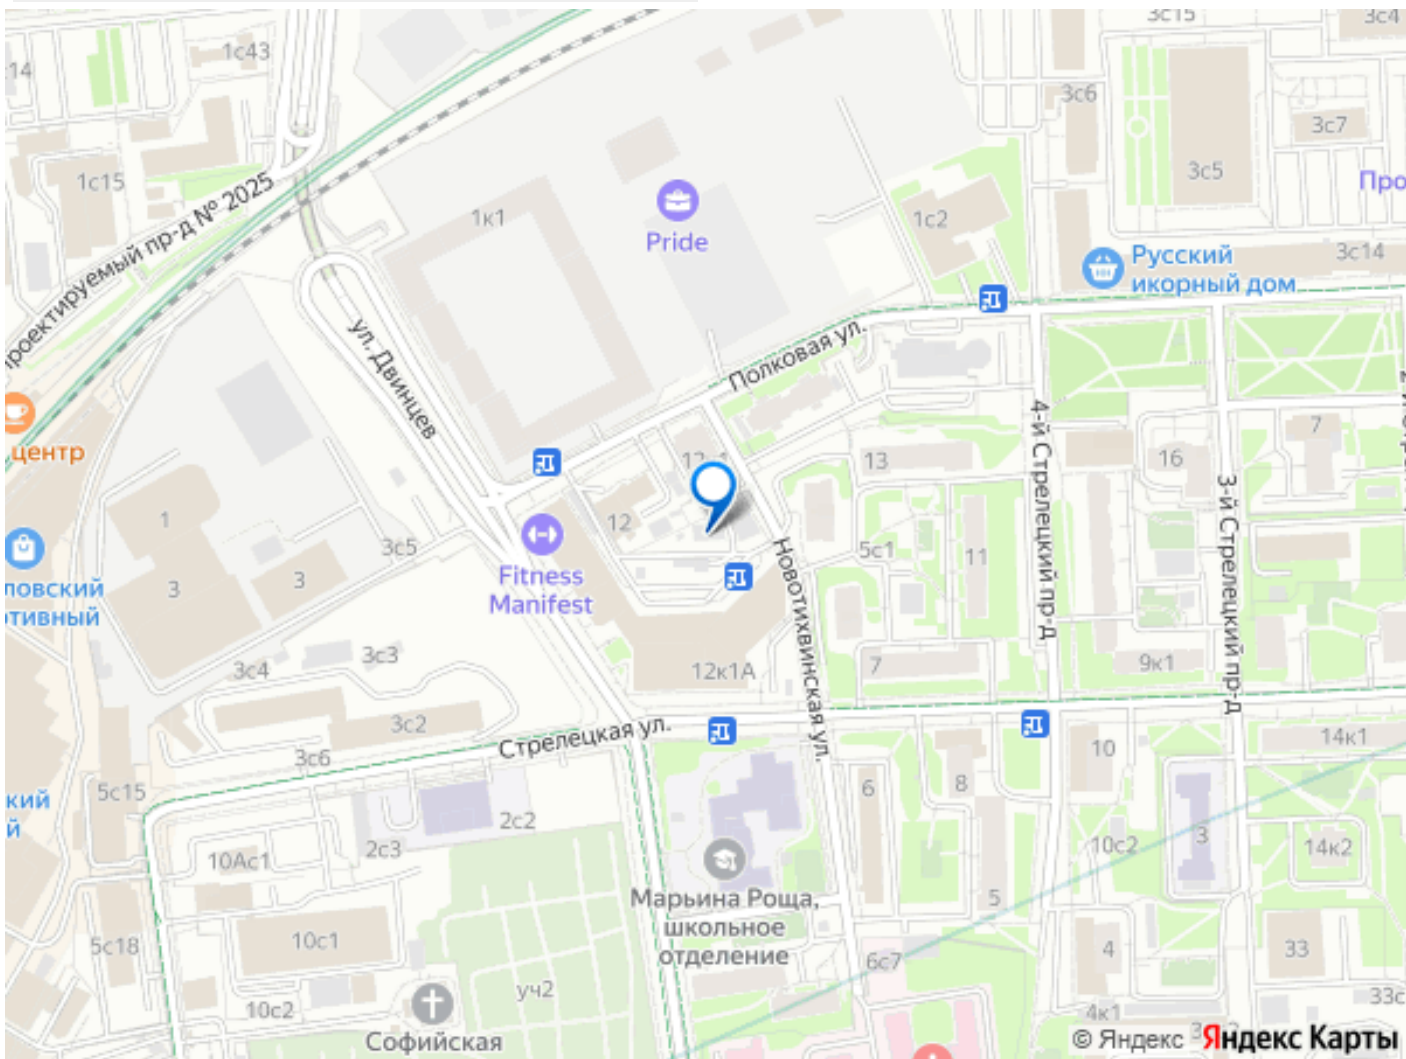 3с15
3с4
1с43
14
3с6
3с7
1с15
3с5
Про
1к1
1с2
Pride
Проектируемый пр-д № 2025
Русский
икорный дом
3с14
ул. Двинцев
Полковая ул.
центр
4-й Стрелецкий пр-д
7
13
16
3-й Стрелецкий пр-д
1
12
3с5
5с1
11
Новотихвинская ул.
Fitness
Manifest
3
3
ловский
тивный
3с4
3с3
12к1А
7
9к1
3с2
Стрелецкая ул.
3с6
10
14к1
5с15
кий
й
6
8
2с2
2с3
10Ас1
3
10с2
14к2
Марьина Роща,
школьное
отделение
5
5с18
10с1
4
33
6с7
уч2
10с2
4к1
33с
Софийская
© Яндекс Яндекс Карты